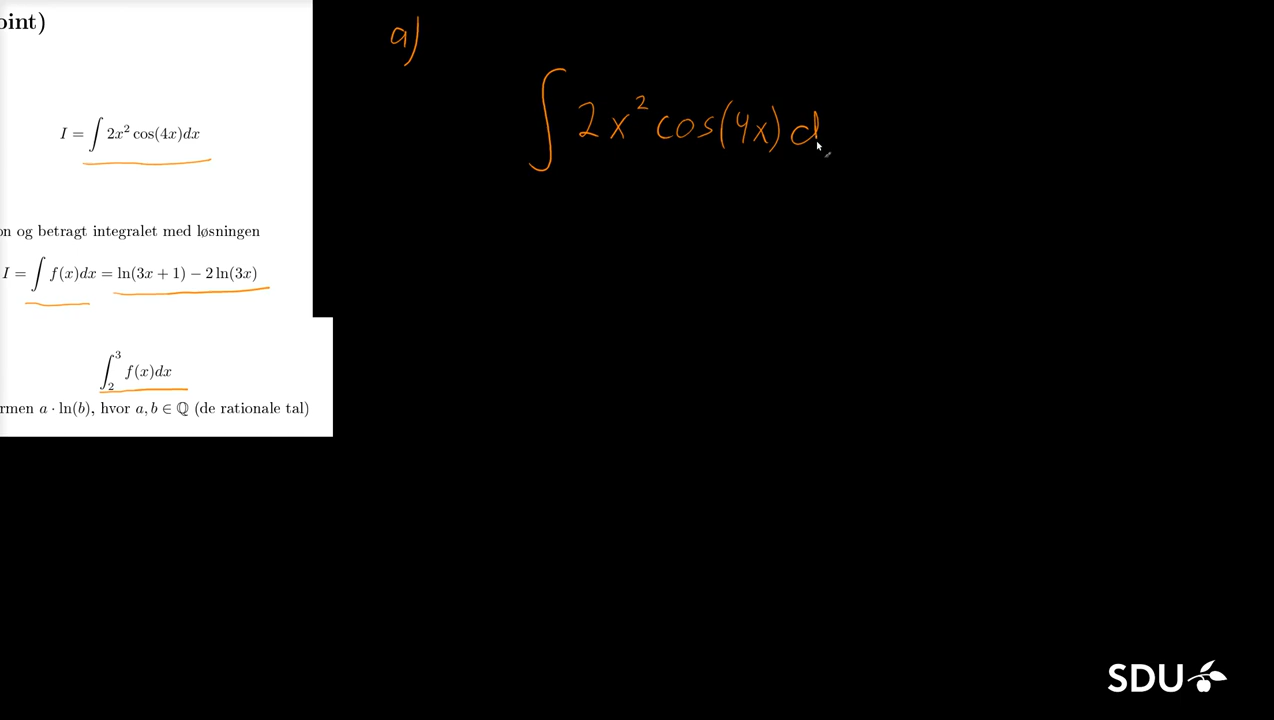 oint)
I = ∫ 2x² cos(4x)dx
on og betragt integralet med løsningen
I = ∫ f(x)dx = ln(3x + 1) − 2 ln(3x)
∫₂³ f(x)dx
rmen a · ln(b), hvor a, b ∈ ℚ (de rationale tal)
a)
∫ 2x² cos(4x) d
SDU